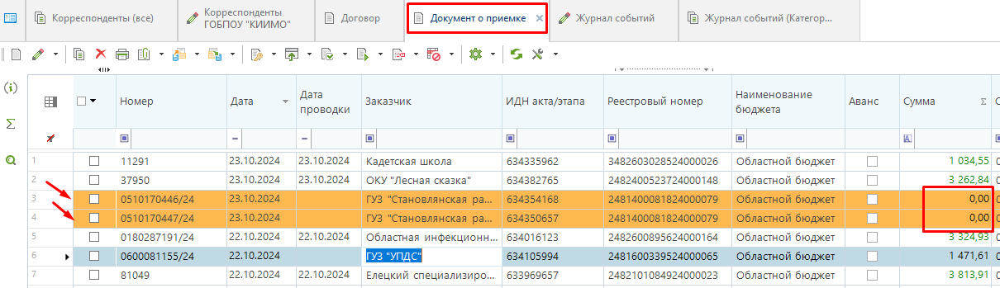 Корреспонденты (все)
Корреспонденты
ГОБПОУ "КИИМО"
Договор
Документ о приемке
Журнал событий
Журнал событий (Категор...
Номер
Дата
Дата
проводки
Заказчик
ИДН акта/этапа
Реестровый номер
Наименование
бюджета
Аванс
Сумма Σ
1 11291 23.10.2024 23.10.2024 Кадетская школа 634335962 3482603028524000026 Областной бюджет 1 034,55
2 37950 23.10.2024 23.10.2024 ОКУ "Лесная сказка" 634382765 2482400523724000148 Областной бюджет 3 262,84
3 0510170446/24 23.10.2024 ГУЗ "Становлянская ра... 634354168 2481400081824000079 Областной бюджет 0,00
4 0510170447/24 23.10.2024 ГУЗ "Становлянская ра... 634350657 2481400081824000079 Областной бюджет 0,00
5 0180287191/24 22.10.2024 22.10.2024 Областная инфекционн... 634016123 2482600895624000164 Областной бюджет 3 324,93
6 0600081155/24 22.10.2024 ГУЗ "УПДС" 634105994 2481600339524000065 Областной бюджет 1 471,61
7 81049 22.10.2024 22.10.2024 Елецкий специализиро... 633969657 2482101084924000023 Областной бюджет 3 813,91